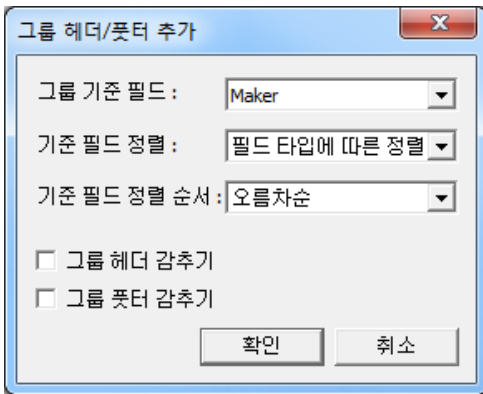 그룹 헤더/풋터 추가
그룹 기준 필드 : Maker
기준 필드 정렬 : 필드 타입에 따른 정렬
기준 필드 정렬 순서 : 오름차순
그룹 헤더 감추기
그룹 풋터 감추기
확인 취소